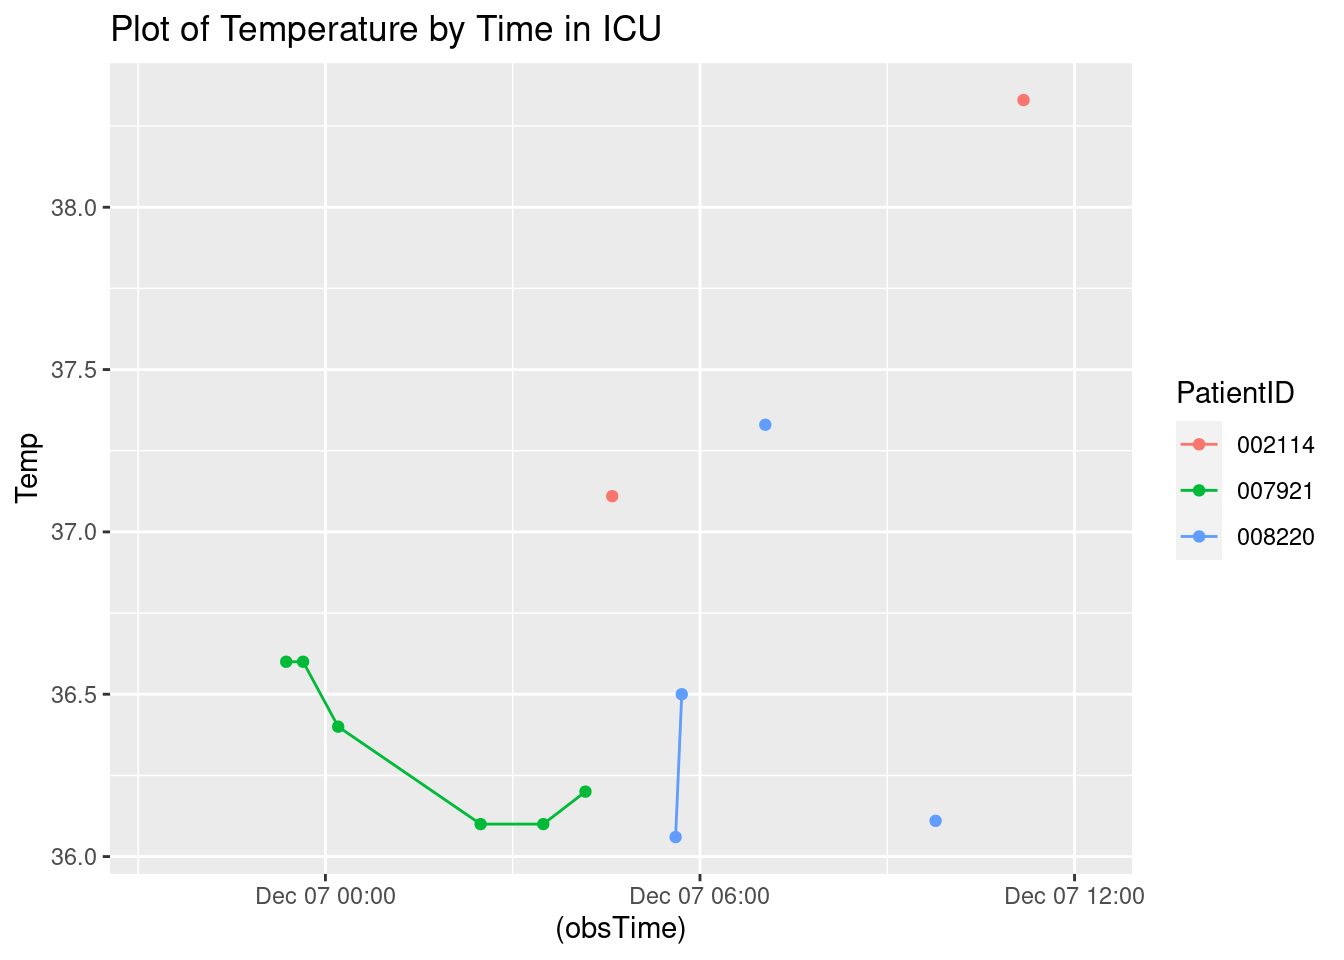 Plot of Temperature by Time in ICU
Temp
38.0
37.5
37.0
36.5
36.0
Dec 07 00:00
Dec 07 06:00
Dec 07 12:00
(obsTime)
PatientID
002114
007921
008220